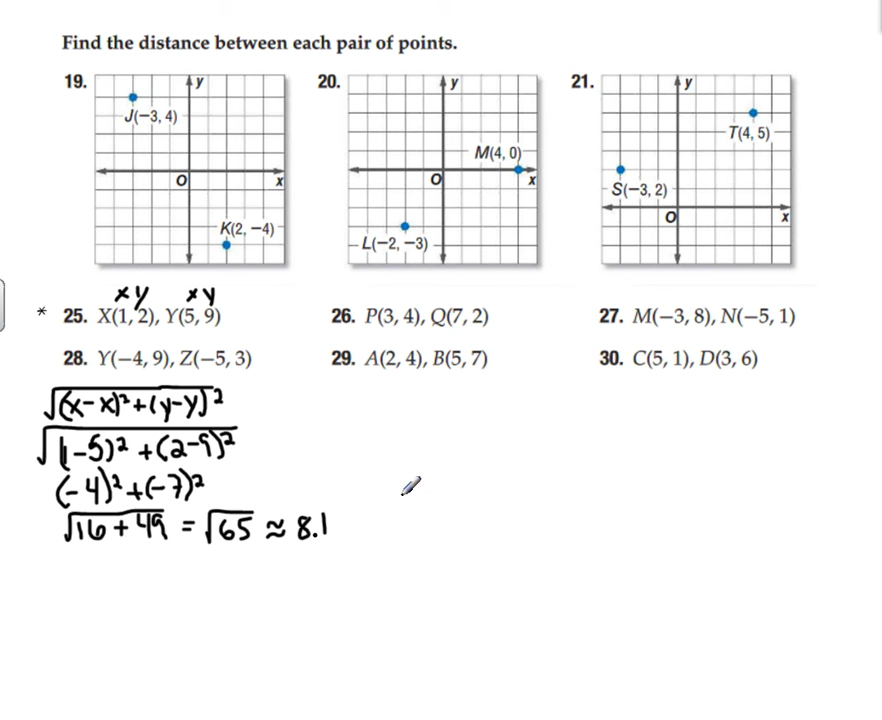 Find the distance between each pair of points.
19. 20. 21.
y y y
J(−3, 4) T(4, 5)
M(4, 0)
O x O x S(−3, 2)
K(2, −4) O x
L(−2, −3)
x y x y
* 25. X(1, 2), Y(5, 9) 26. P(3, 4), Q(7, 2) 27. M(−3, 8), N(−5, 1)
28. Y(−4, 9), Z(−5, 3) 29. A(2, 4), B(5, 7) 30. C(5, 1), D(3, 6)
√(x-x)²+(y-y)²
√(1-5)² +(2-9)²
(-4)²+(-7)²
√16+49 = √65 ≈ 8.1